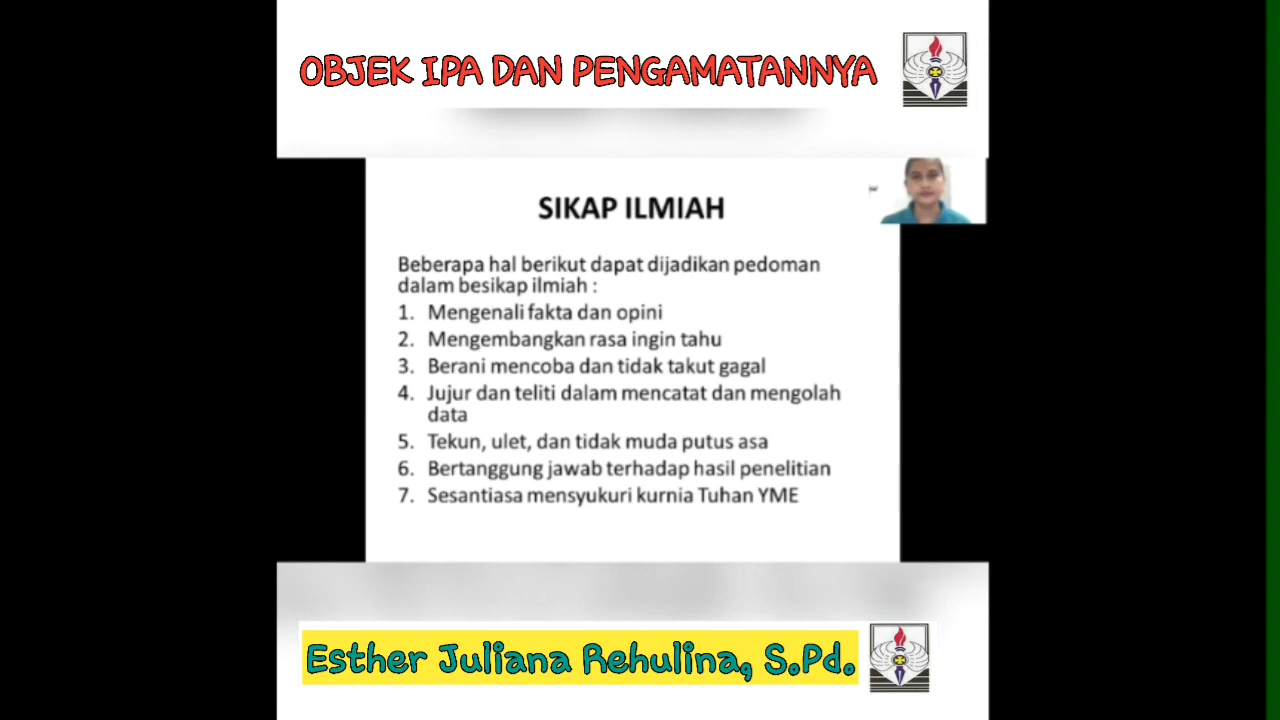 OBJEK IPA DAN PENGAMATANNYA
SIKAP ILMIAH
Beberapa hal berikut dapat dijadikan pedoman
dalam besikap ilmiah :
1. Mengenali fakta dan opini
2. Mengembangkan rasa ingin tahu
3. Berani mencoba dan tidak takut gagal
4. Jujur dan teliti dalam mencatat dan mengolah
data
5. Tekun, ulet, dan tidak muda putus asa
6. Bertanggung jawab terhadap hasil penelitian
7. Sesantiasa mensyukuri kurnia Tuhan YME
Esther Juliana Rehulina, S.Pd.